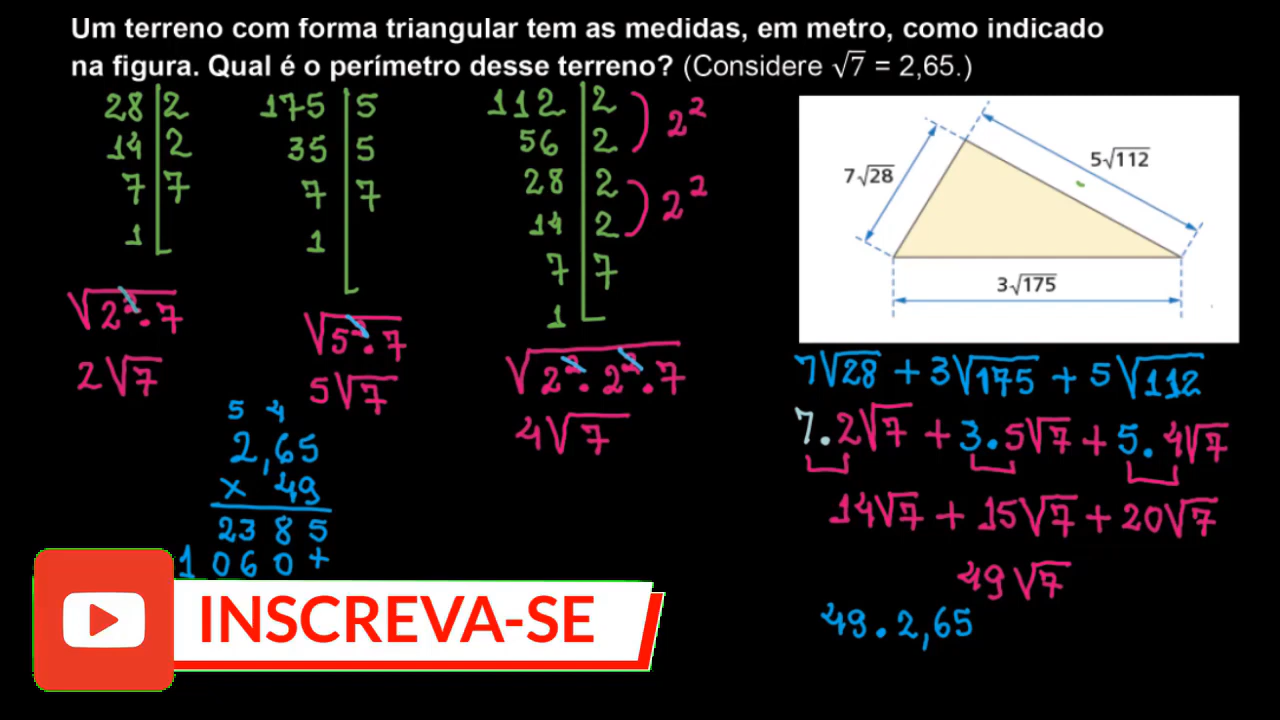 Um terreno com forma triangular tem as medidas, em metro, como indicado
na figura. Qual é o perímetro desse terreno? (Considere √7 = 2,65.)
28 | 2
14 | 2
7 | 7
1
√2².7
2√7
175 | 5
35 | 5
7 | 7
1
√5².7
5√7
112 | 2
56 | 2
) 2²
28 | 2
14 | 2
) 2²
7 | 7
1
√2².2².7
4√7
7√28
5√112
3√175
7√28 + 3√175 + 5√112
7.2√7 + 3.5√7 + 5.4√7
14√7 + 15√7 + 20√7
49√7
49.2,65
5 4
2,65
x 49
2385
1060+
INSCREVA-SE